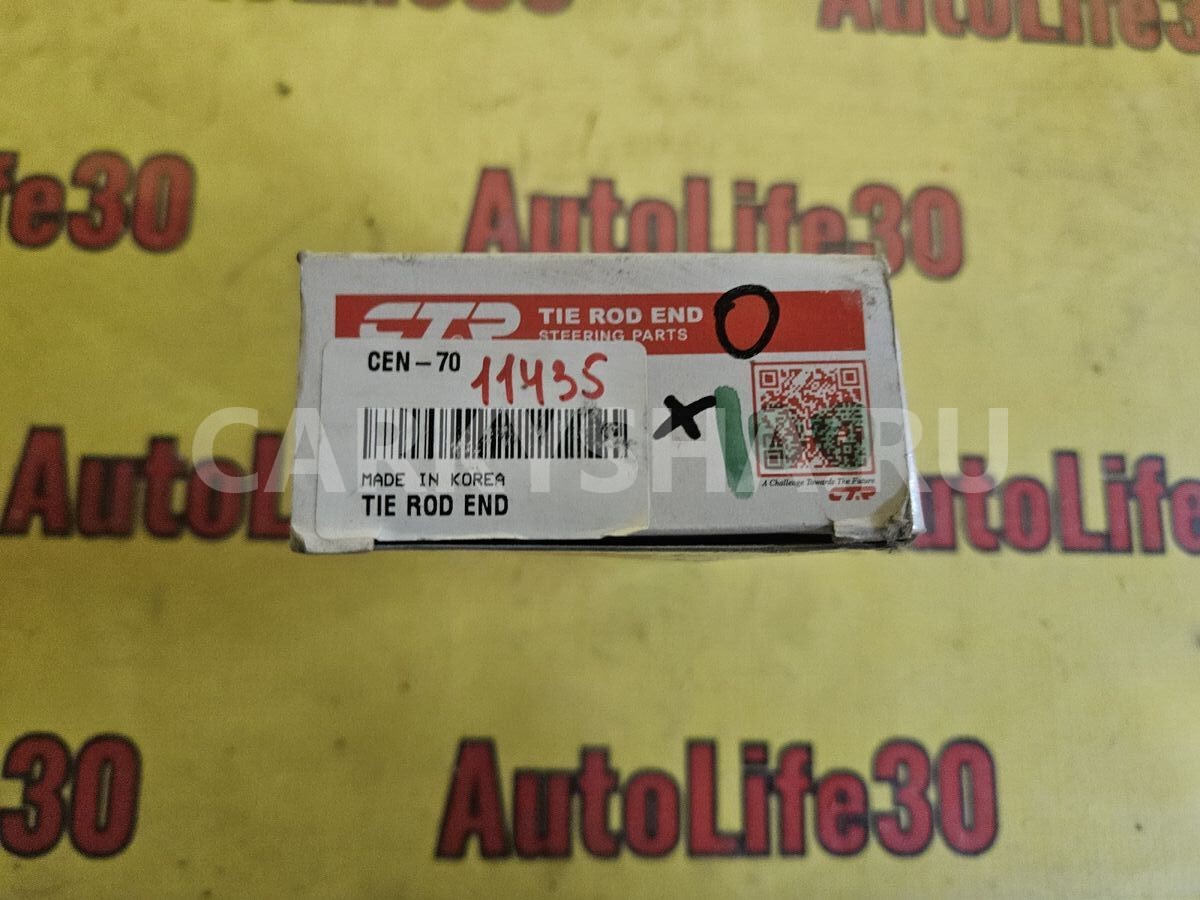 AutoLife30
fe30
AutoLife30
CTR
TIE ROD END
STEERING PARTS
O
CEN-70
11435
X
MADE IN KOREA
TIE ROD END
A Challenge Towards The Future
CTR
AutoL
utoLife
30
AutoLife30